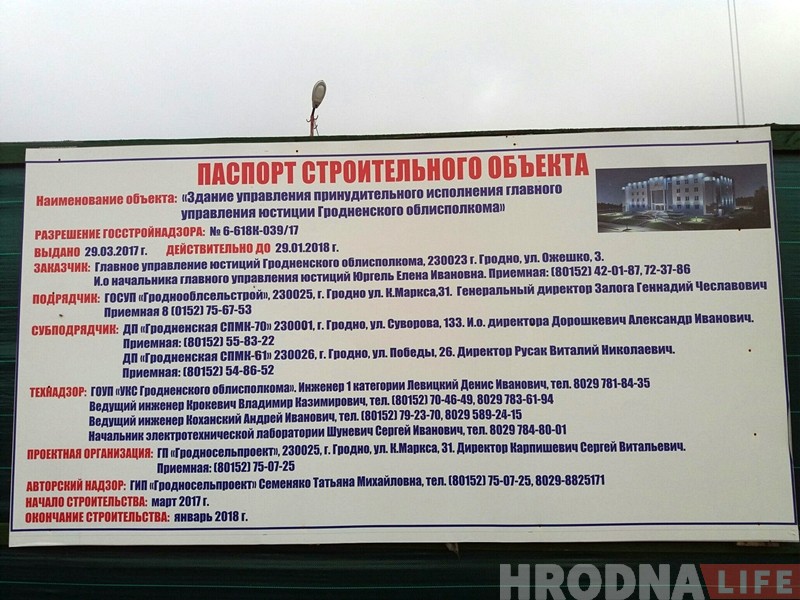 ПАСПОРТ СТРОИТЕЛЬНОГО ОБЪЕКТА
Наименование объекта: «Здание управления принудительного исполнения главного
управления юстиции Гродненского облисполкома»
РАЗРЕШЕНИЕ ГОССТРОЙНАДЗОРА: № 6-618К-039/17
ВЫДАНО 29.03.2017 г. ДЕЙСТВИТЕЛЬНО ДО 29.01.2018 г.
ЗАКАЗЧИК: Главное управление юстиций Гродненского облисполкома, 230023 г. Гродно, ул. Ожешко, 3.
И.о начальника главного управления юстиций Юргель Елена Ивановна. Приемная: (80152) 42-01-87, 72-37-86
ПОДРЯДЧИК: ГОСУП «Гроднооблсельстрой», 230025, г. Гродно ул. К.Маркса,31. Генеральный директор Залога Геннадий Чеславович
Приемная 8 (0152) 75-67-53
СУБПОДРЯДЧИК: ДП «Гродненская СПМК-70» 230001, г. Гродно, ул. Суворова, 133. И.о. директора Дорошкевич Александр Иванович.
Приемная: (80152) 55-83-22
ДП «Гродненская СПМК-61» 230026, г. Гродно, ул. Победы, 26. Директор Русак Виталий Николаевич.
Приемная: (80152) 54-86-52
ТЕХНАДЗОР: ГОУП «УКС Гродненского облисполкома». Инженер 1 категории Левицкий Денис Иванович, тел. 8029 781-84-35
Ведущий инженер Крокевич Владимир Казимирович, тел. (80152) 70-46-49, 8029 783-61-94
Ведущий инженер Коханский Андрей Иванович, тел. (80152) 79-23-70, 8029 589-24-15
Начальник электротехнической лаборатории Шуневич Сергей Иванович, тел. 8029 784-80-01
ПРОЕКТНАЯ ОРГАНИЗАЦИЯ: ГП «Гродносельпроект», 230025, г. Гродно, ул. К.Маркса, 31. Директор Карпишевич Сергей Витальевич.
Приемная: (80152) 75-07-25
АВТОРСКИЙ НАДЗОР: ГИП «Гродносельпроект» Семеняко Татьяна Михайловна, тел. (80152) 75-07-25, 8029-8825171
НАЧАЛО СТРОИТЕЛЬСТВА: март 2017 г.
ОКОНЧАНИЕ СТРОИТЕЛЬСТВА: январь 2018 г.
HRODNA LIFE